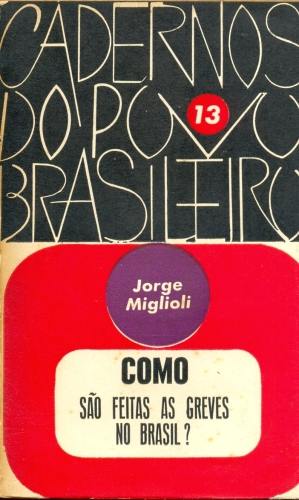 CADERNOS
DO POVO
13
BRASILEIRO
Jorge
Miglioli
COMO
SÃO FEITAS AS GREVES
NO BRASIL?